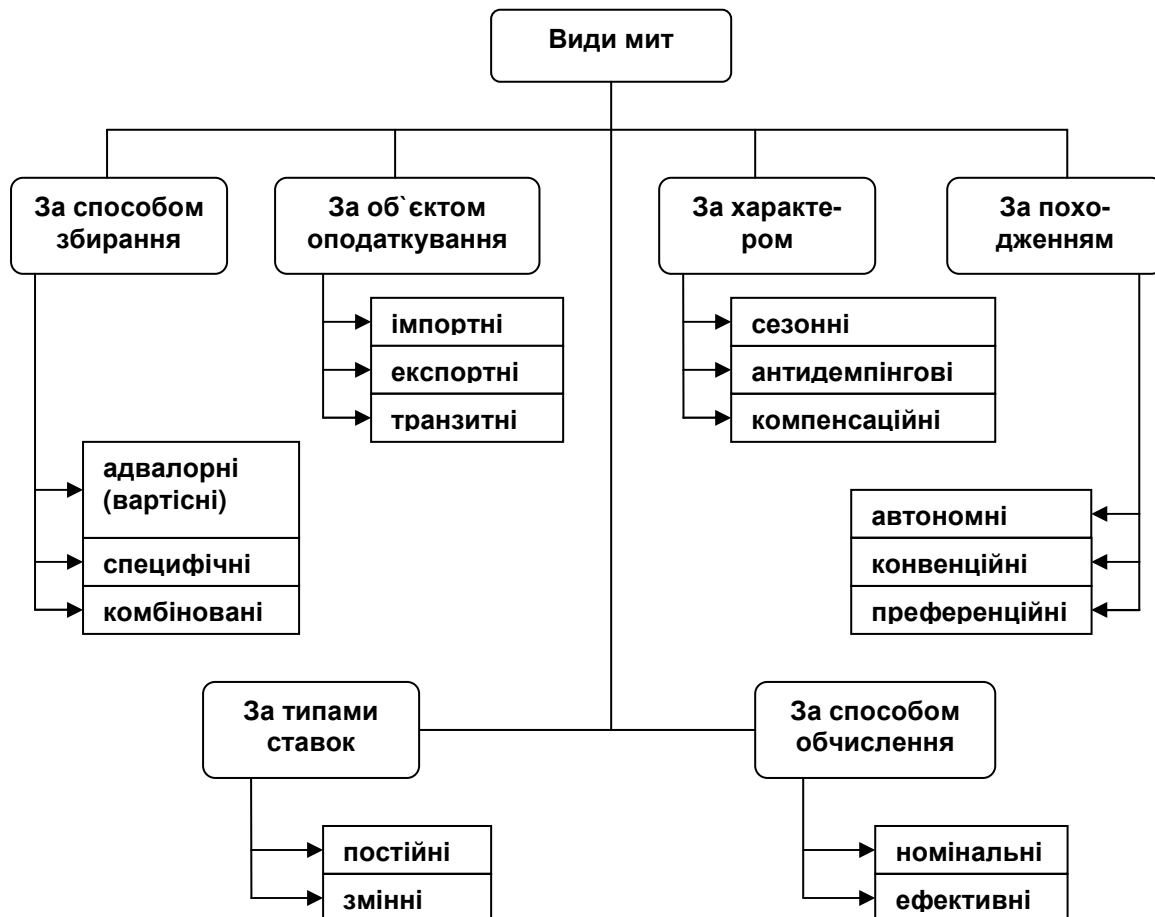 Види мит
За способом
збирання
За об`єктом
оподаткування
За характе-
ром
За похо-
дженням
імпортні
експортні
транзитні
сезонні
антидемпінгові
компенсаційні
адвалорні
(вартісні)
специфічні
комбіновані
автономні
конвенційні
преференційні
За типами
ставок
За способом
обчислення
постійні
змінні
номінальні
ефективні